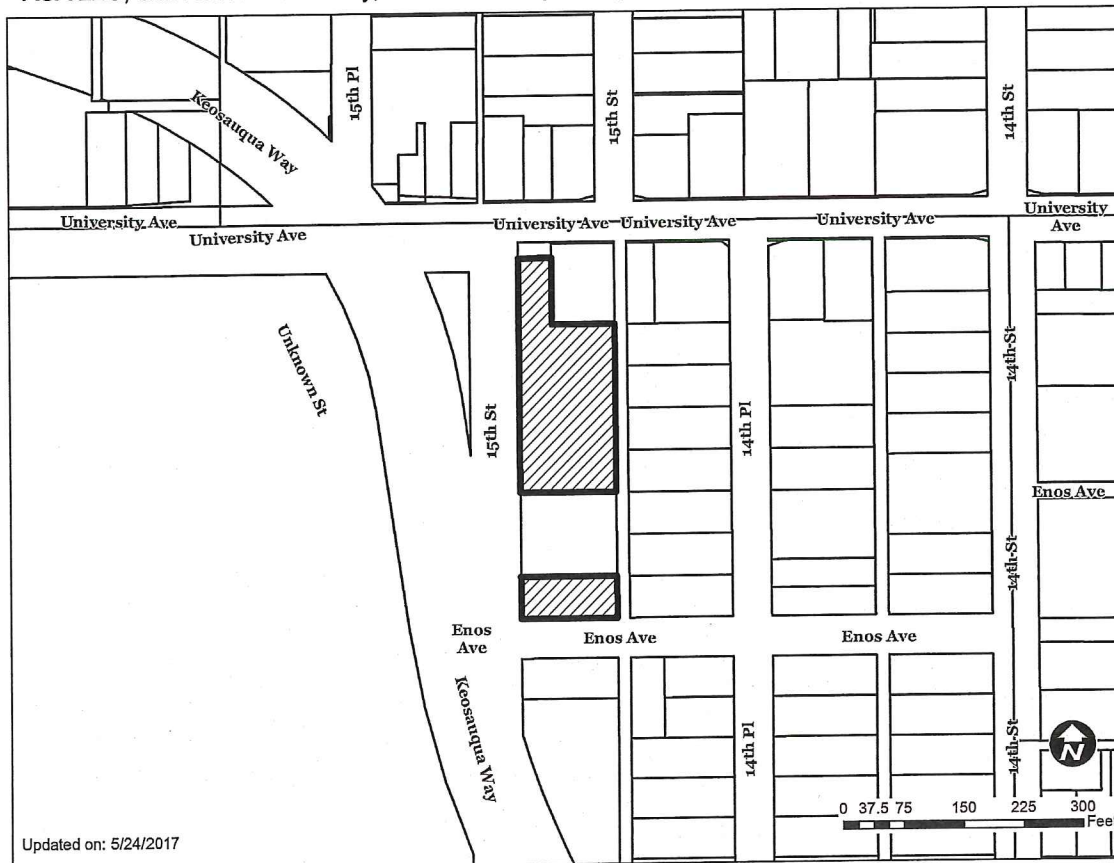 Keosauqua Way
15th Pl
15th St
14th St
University Ave
University Ave
University Ave
University Ave
University Ave
University
Ave
Unknown St
15th St
14th Pl
14th St
Enos Ave
14th St
Enos
Ave
Enos Ave
Enos Ave
Keosauqua Way
14th Pl
14th St
N
0 37.5 75 150 225 300
Feet
Updated on: 5/24/2017